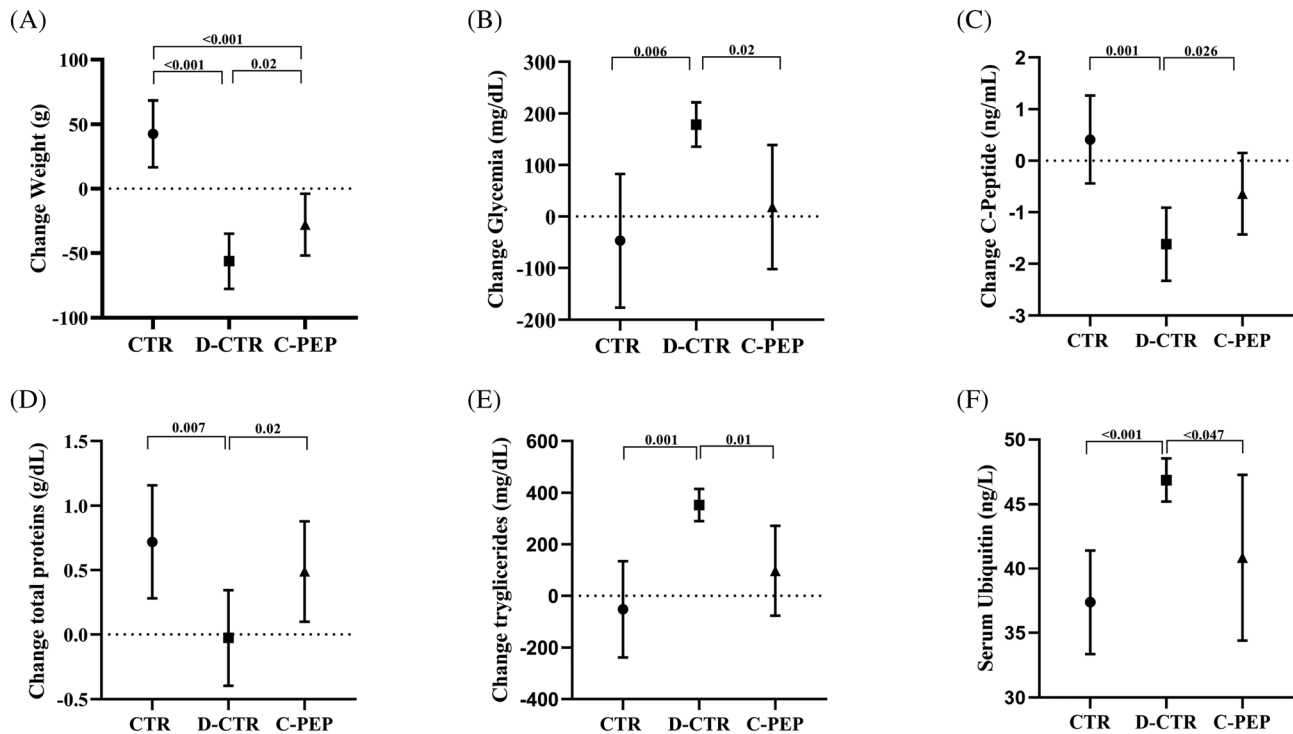 (A)
<0.001
<0.001
0.02
100
50
0
-50
-100
Change Weight (g)
CTR D-CTR C-PEP
(B)
0.006
0.02
300
200
100
0
-100
-200
Change Glycemia (mg/dL)
CTR D-CTR C-PEP
(C)
0.001
0.026
2
1
0
-1
-2
-3
Change C-Peptide (ng/mL)
CTR D-CTR C-PEP
(D)
0.007
0.02
1.5
1.0
0.5
0.0
-0.5
Change total proteins (g/dL)
CTR D-CTR C-PEP
(E)
0.001
0.01
600
400
200
0
-200
-400
Change tryglicerides (mg/dL)
CTR D-CTR C-PEP
(F)
<0.001
<0.047
50
45
40
35
30
Serum Ubiquitin (ng/L)
CTR D-CTR C-PEP